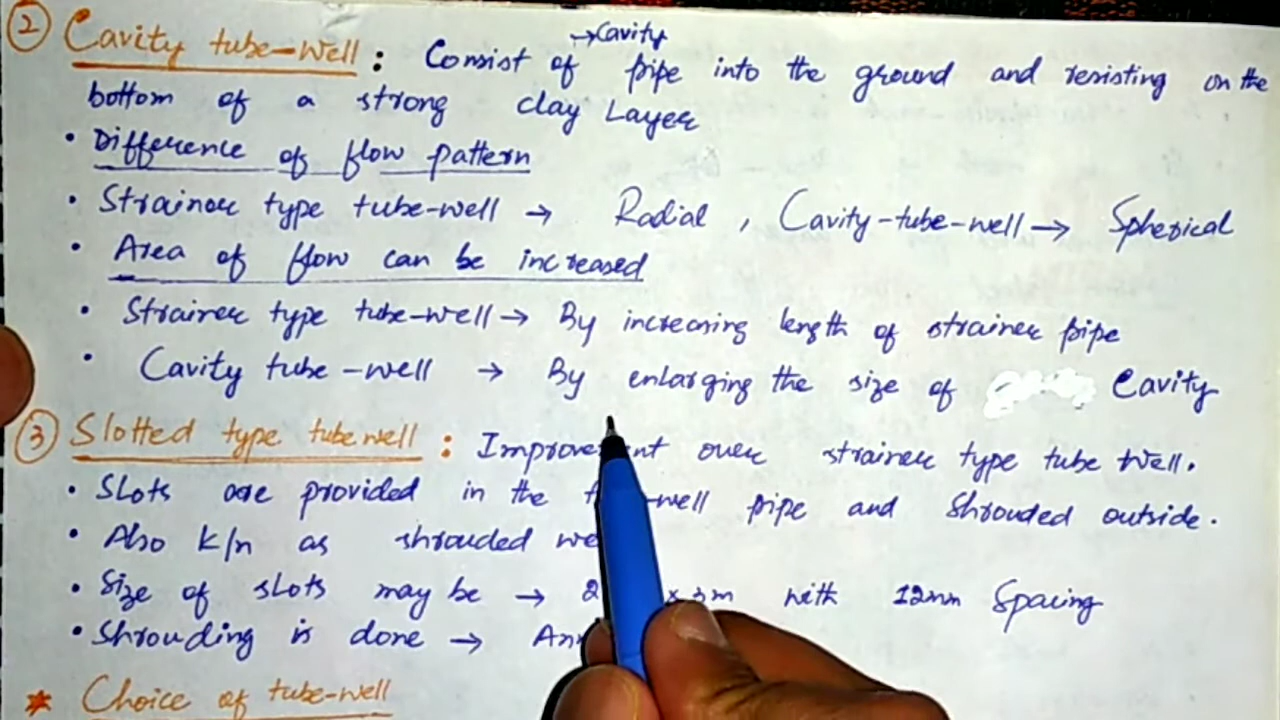 ② Cavity tube-well : Consist of pipe into the ground and resisting on the
→Cavity
bottom of a strong clay Layer
• Difference of flow pattern
• Strainer type tube-well → Radial , Cavity-tube-well → Spherical
• Area of flow can be increased
• Strainer type tube-well → By increasing length of strainer pipe
• Cavity tube-well → By enlarging the size of Cavity
③ Slotted type tubewell : over strainer type tube well.
• Slots are provided in the -well pipe and Shrouded outside.
• Also k/n as shrouded
• Size of slots may be → 2 with 12mm Spacing
• Shrouding is done →
* Choice of tube-well